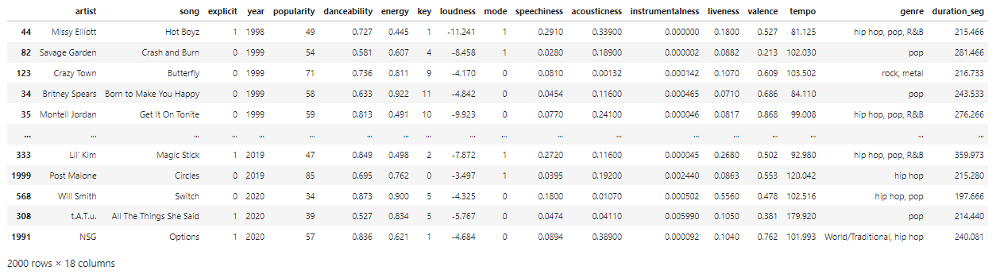 artist song explicit year popularity danceability energy key loudness mode speechiness acousticness instrumentalness liveness valence tempo genre duration_seg
44 Missy Elliott Hot Boyz 1 1998 49 0.727 0.445 1 -11.241 1 0.2910 0.33900 0.000000 0.1800 0.527 81.125 hip hop, pop, R&B 215.466
82 Savage Garden Crash and Burn 0 1999 54 0.581 0.607 4 -8.458 1 0.0280 0.18900 0.000002 0.0882 0.213 102.030 pop 281.466
123 Crazy Town Butterfly 0 1999 71 0.736 0.811 9 -4.170 0 0.0810 0.00132 0.000142 0.1070 0.609 103.502 rock, metal 216.733
34 Britney Spears Born to Make You Happy 0 1999 58 0.633 0.922 11 -4.842 0 0.0454 0.11600 0.000465 0.0710 0.686 84.110 pop 243.533
35 Montell Jordan Get It On Tonite 0 1999 59 0.813 0.491 10 -9.923 0 0.0770 0.24100 0.000046 0.0817 0.868 99.008 hip hop, pop, R&B 276.266
... ... ... ... ... ... ... ... ... ... ... ... ... ... ... ... ... ... ...
333 Lil' Kim Magic Stick 1 2019 47 0.849 0.498 2 -7.872 1 0.2720 0.11600 0.000045 0.2680 0.502 92.980 hip hop, pop, R&B 359.973
1999 Post Malone Circles 0 2019 85 0.695 0.762 0 -3.497 1 0.0395 0.19200 0.002440 0.0863 0.553 120.042 hip hop 215.280
568 Will Smith Switch 0 2020 34 0.873 0.900 5 -4.325 0 0.1800 0.01070 0.000502 0.5560 0.478 102.516 hip hop, pop 197.666
308 t.A.T.u. All The Things She Said 1 2020 39 0.527 0.834 5 -5.767 0 0.0474 0.04110 0.005990 0.1050 0.381 179.920 pop 214.440
1991 NSG Options 1 2020 57 0.836 0.621 1 -4.684 0 0.0894 0.38900 0.000092 0.1040 0.762 101.993 World/Traditional, hip hop 240.081
2000 rows × 18 columns